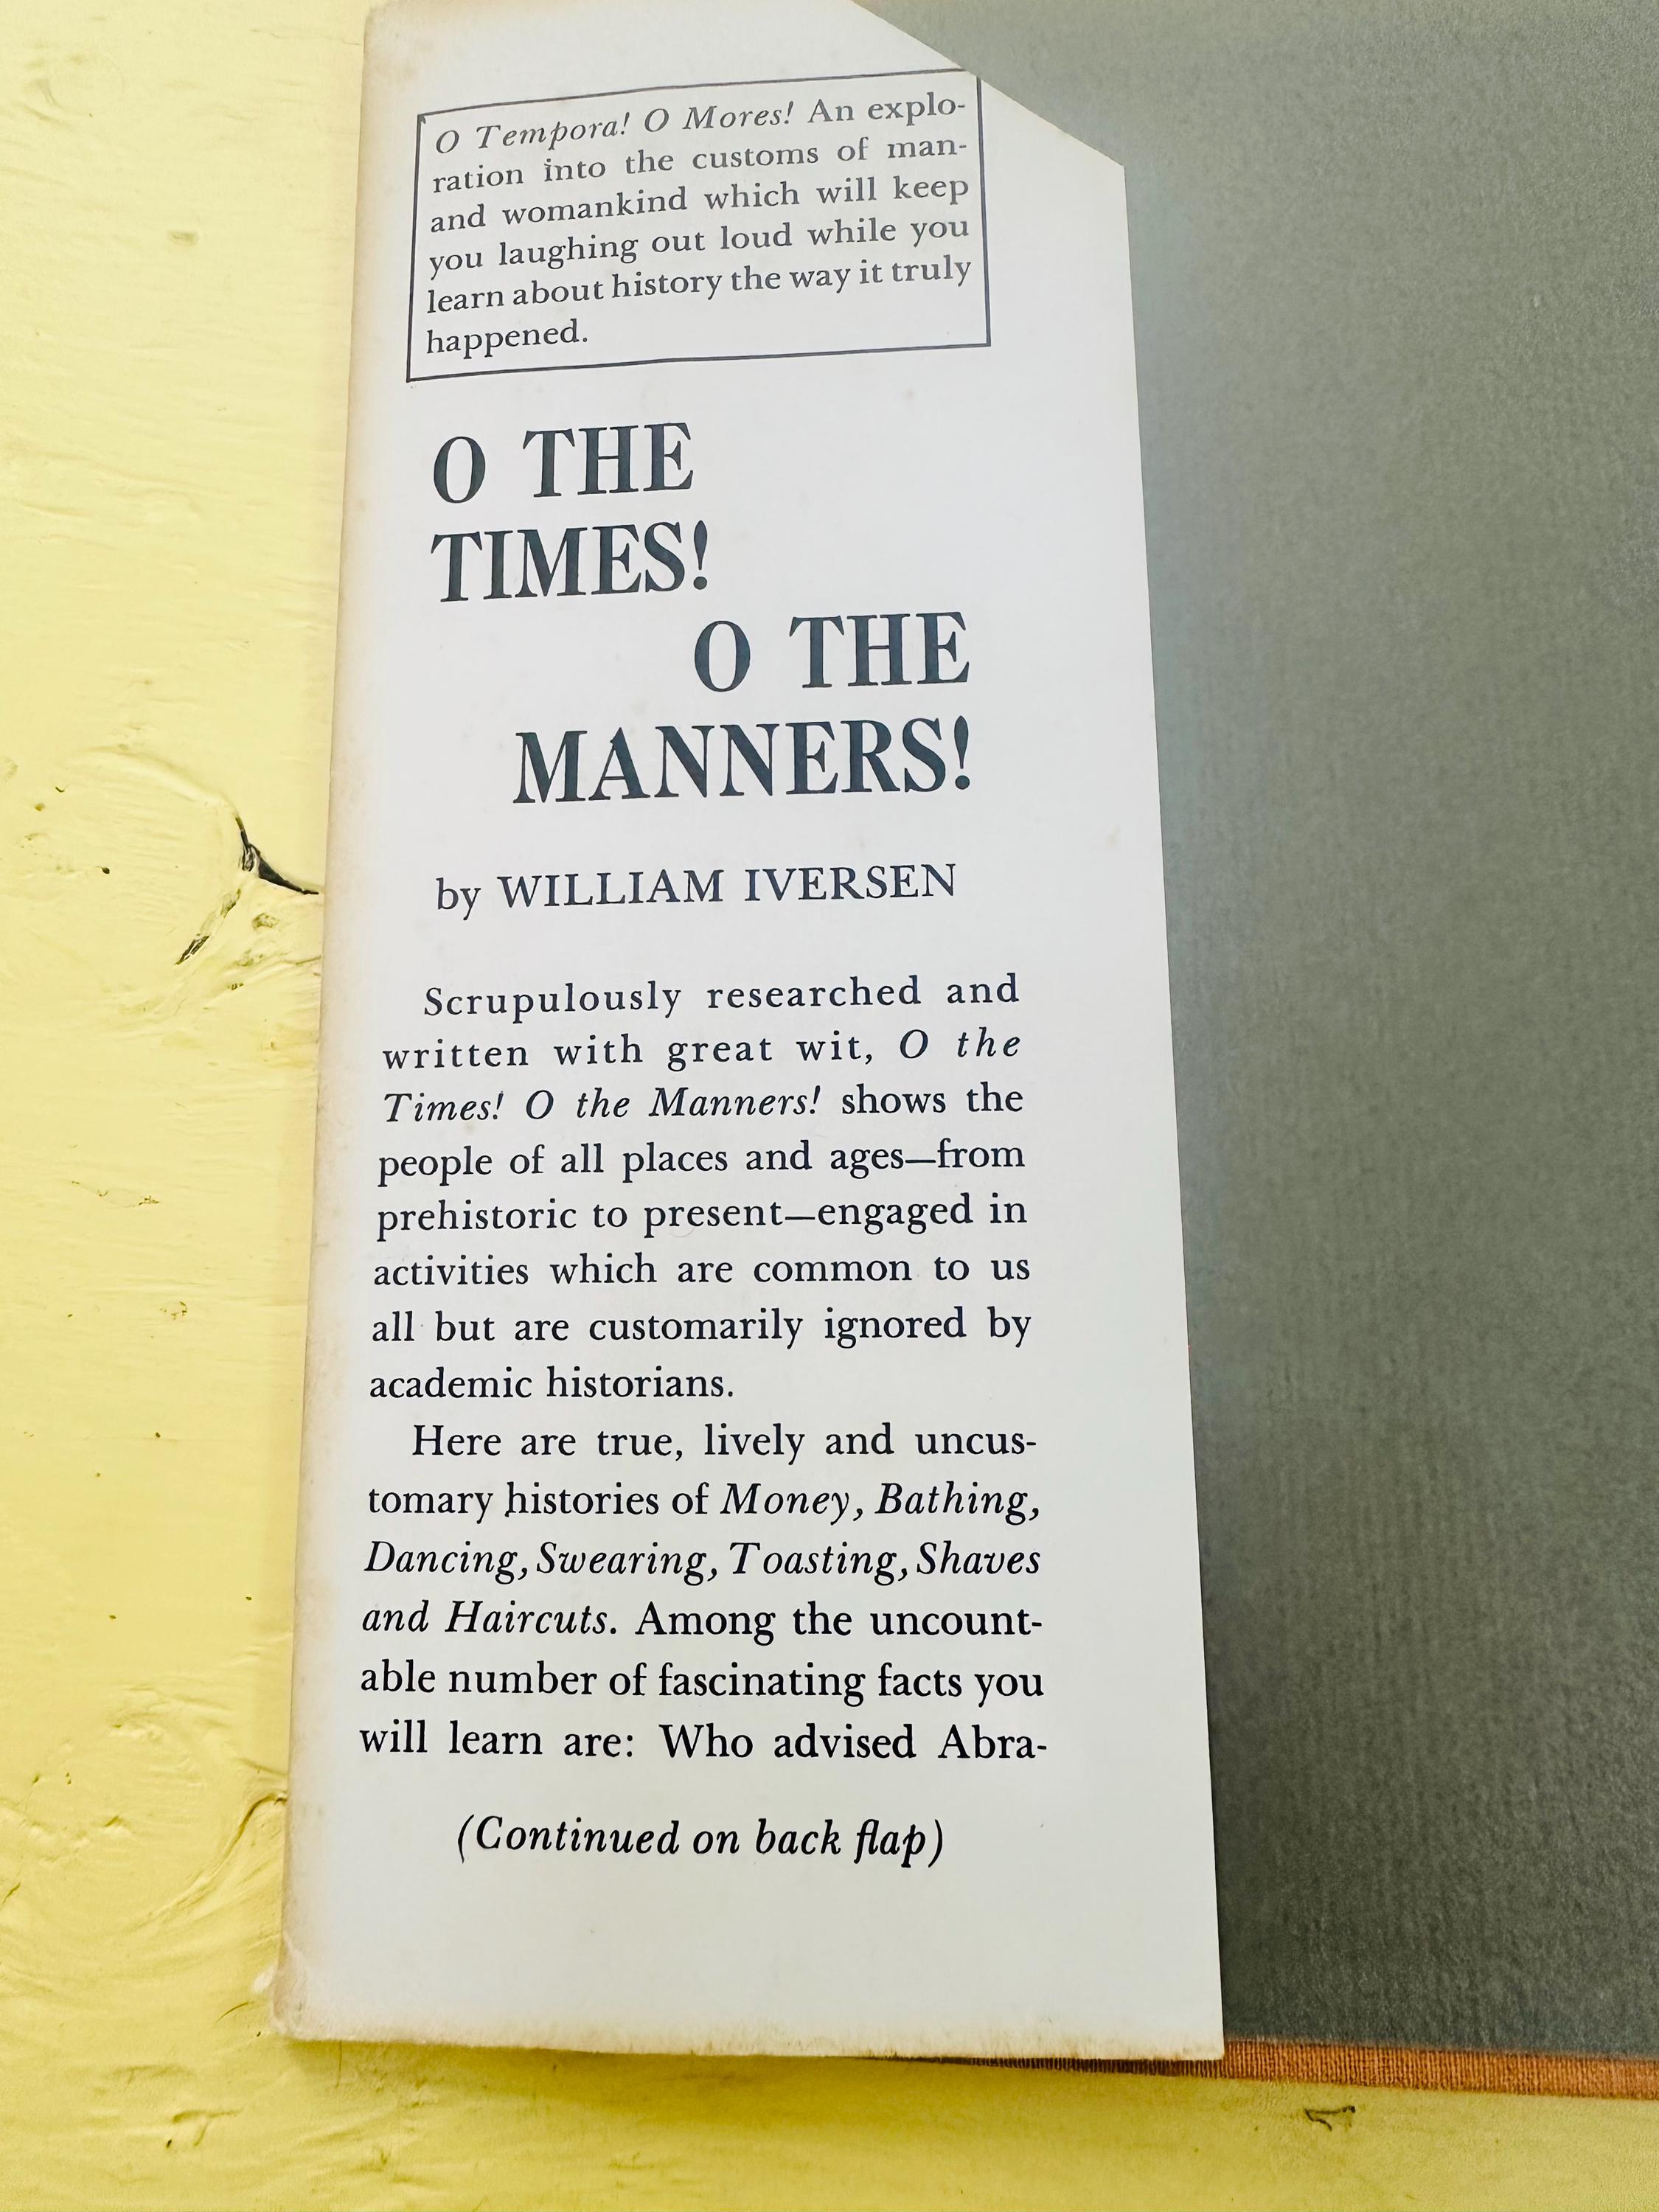 O Tempora! O Mores! An explo-
ration into the customs of man-
and womankind which will keep
you laughing out loud while you
learn about history the way it truly
happened.
O THE
TIMES!
O THE
MANNERS!
by WILLIAM IVERSEN
Scrupulously researched and
written with great wit, O the
Times! O the Manners! shows the
people of all places and ages—from
prehistoric to present—engaged in
activities which are common to us
all but are customarily ignored by
academic historians.
Here are true, lively and uncus-
tomary histories of Money, Bathing,
Dancing, Swearing, Toasting, Shaves
and Haircuts. Among the uncount-
able number of fascinating facts you
will learn are: Who advised Abra-
(Continued on back flap)